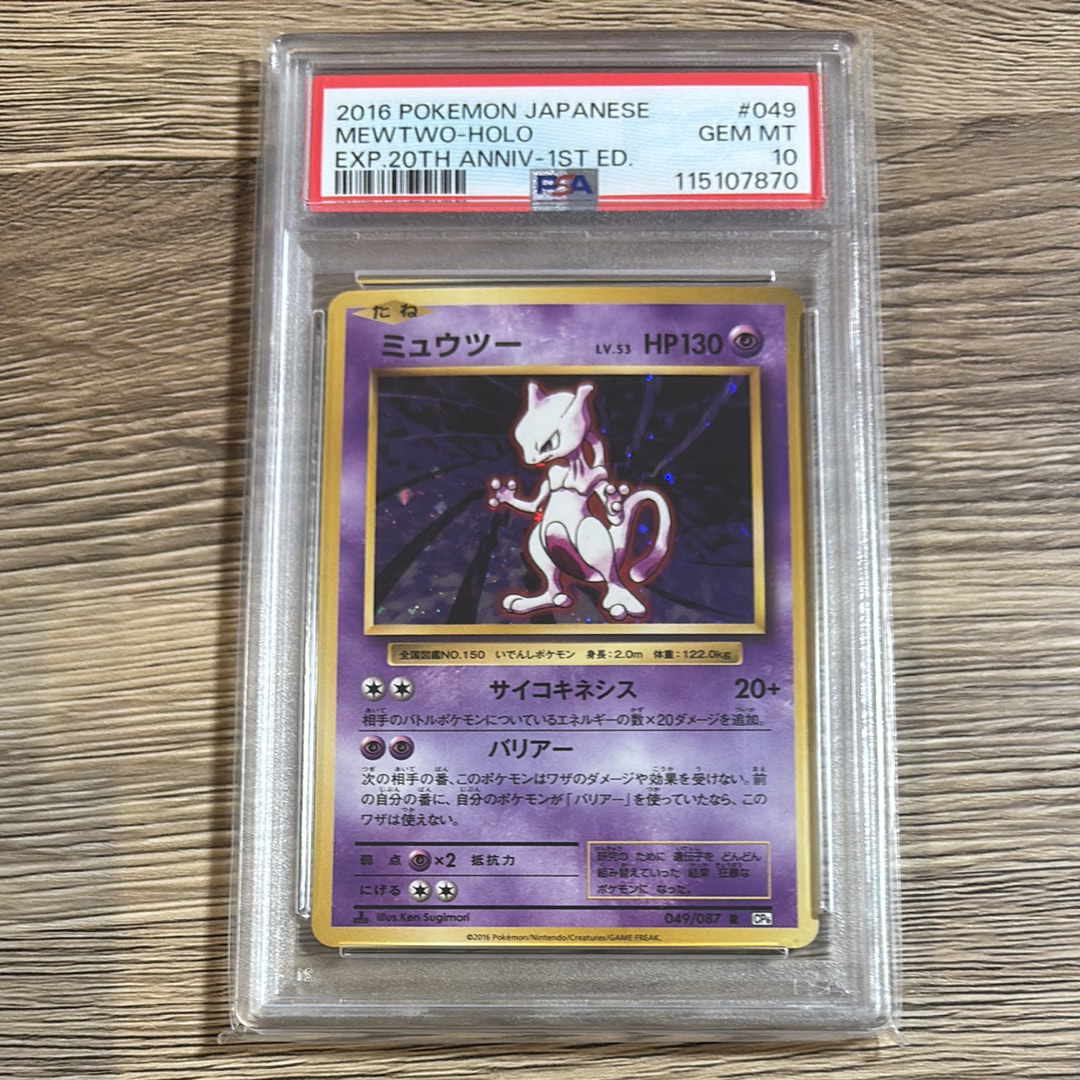 2016 POKEMON JAPANESE #049
MEWTWO-HOLO GEM MT
EXP.20TH ANNIV-1ST ED. 10
PSA 115107870
たね
ミュウツー LV.53 HP130
全国図鑑NO.150 いでんしポケモン 身長:2.0m 体重:122.0kg
サイコキネシス 20+
相手のバトルポケモンについているエネルギーの数×20ダメージを追加。
バリアー
次の相手の番、このポケモンはワザのダメージや効果を受けない。前
の自分の番に、自分のポケモンが「バリアー」を使っていたなら、この
ワザは使えない。
弱点 ×2 抵抗力
にげる
研究の ために 遺伝子を どんどん
組み替えていった 結果 狂暴な
ポケモンに なった。
Illus.Ken Sugimori 049/087 R CP6
©2016 Pokémon/Nintendo/Creatures/GAME FREAK.